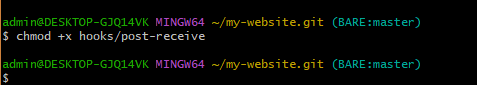 admin@DESKTOP-GJQ14VK MINGW64 ~/my-website.git (BARE:master)
$ chmod +x hooks/post-receive
admin@DESKTOP-GJQ14VK MINGW64 ~/my-website.git (BARE:master)
$